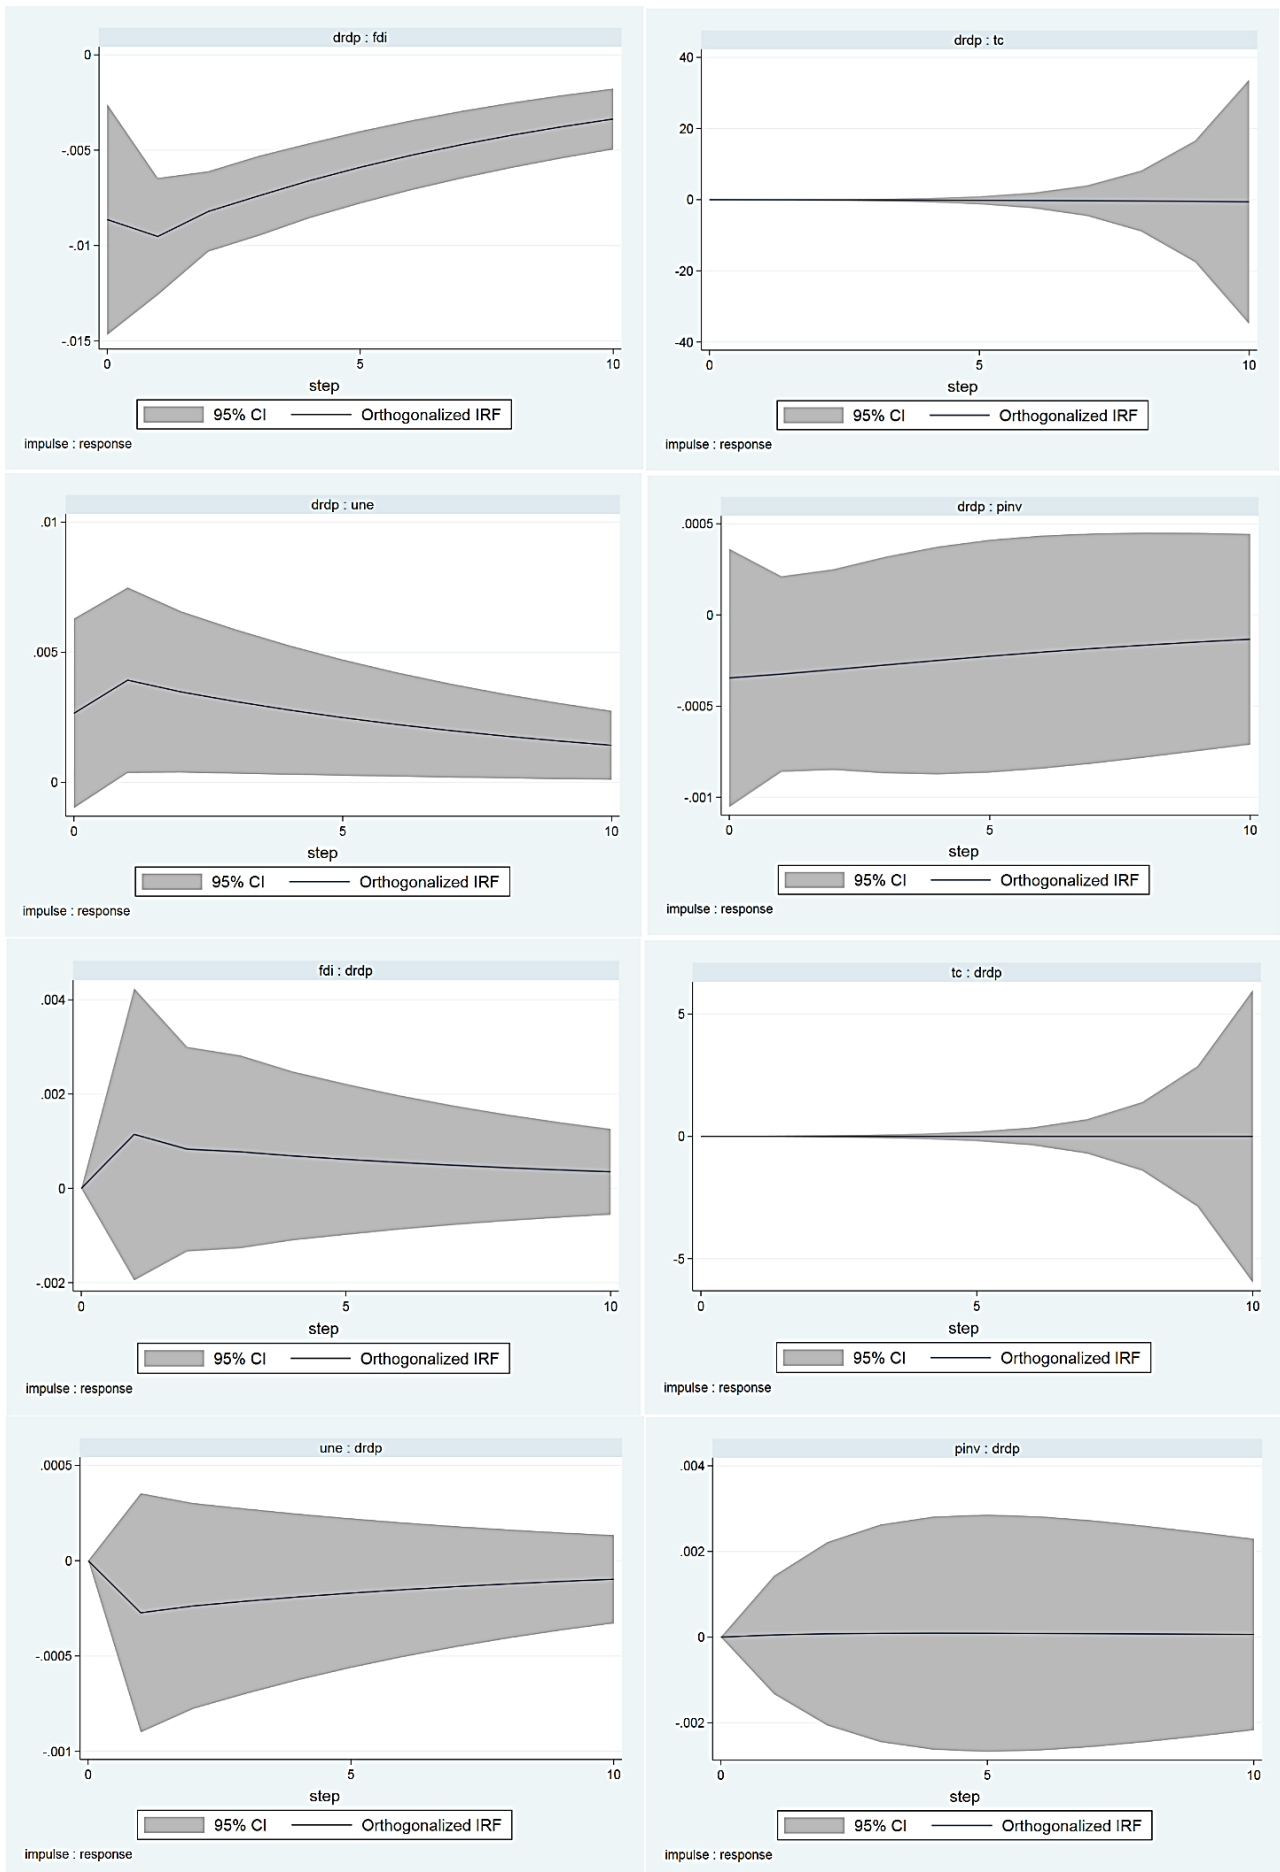 drdp : fdi
0
-.005
-.01
-.015
0 5 10
step
95% CI Orthogonalized IRF
impulse : response
drdp : tc
40
20
0
-20
-40
0 5 10
step
95% CI Orthogonalized IRF
impulse : response
drdp : une
.01
.005
0
0 5 10
step
95% CI Orthogonalized IRF
impulse : response
drdp : pinv
.0005
0
-.0005
-.001
0 5 10
step
95% CI Orthogonalized IRF
impulse : response
fdi : drdp
.004
.002
0
-.002
0 5 10
step
95% CI Orthogonalized IRF
impulse : response
tc : drdp
5
0
-5
0 5 10
step
95% CI Orthogonalized IRF
impulse : response
une : drdp
.0005
0
-.0005
-.001
0 5 10
step
95% CI Orthogonalized IRF
impulse : response
pinv : drdp
.004
.002
0
-.002
0 5 10
step
95% CI Orthogonalized IRF
impulse : response